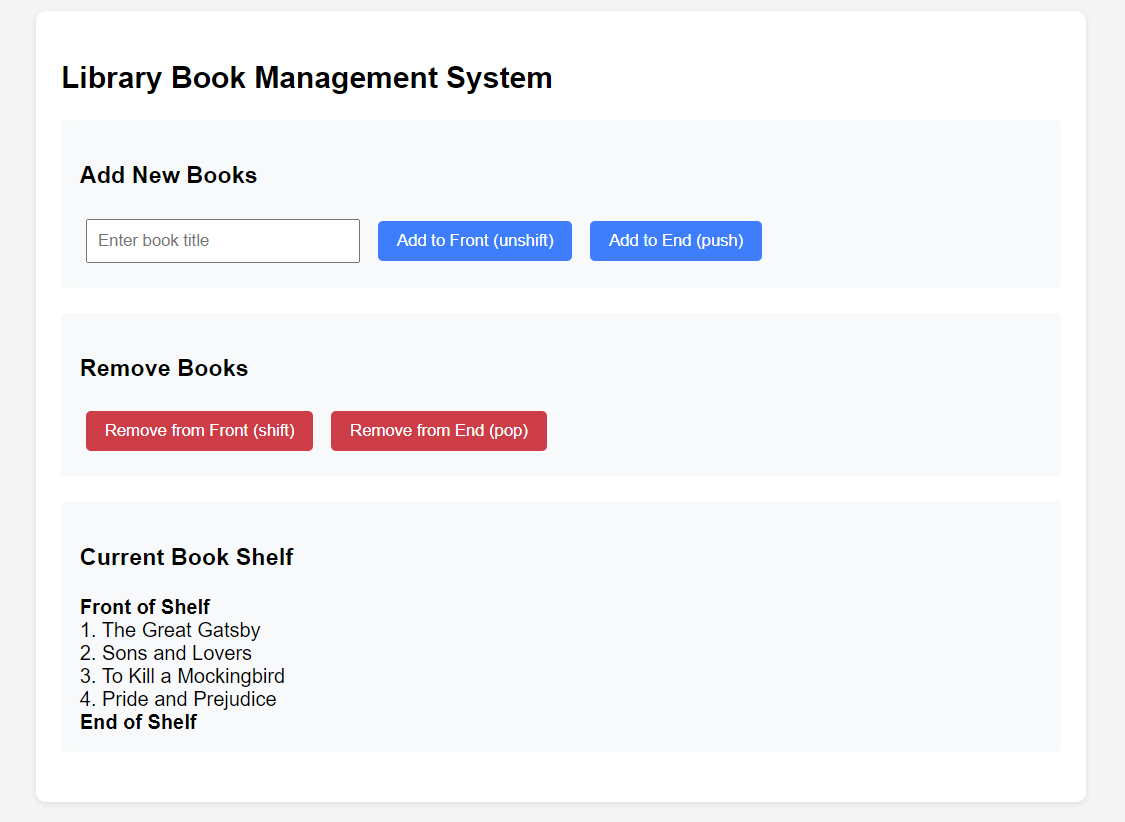 Library Book Management System
Add New Books
Enter book title
Add to Front (unshift)
Add to End (push)
Remove Books
Remove from Front (shift)
Remove from End (pop)
Current Book Shelf
Front of Shelf
1. The Great Gatsby
2. Sons and Lovers
3. To Kill a Mockingbird
4. Pride and Prejudice
End of Shelf